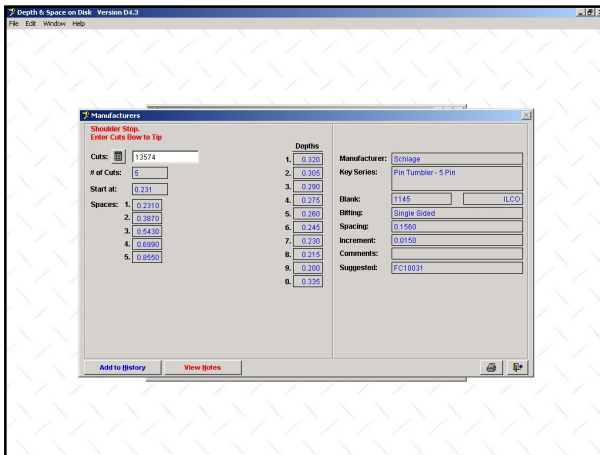 Depth & Space on Disk Version D4.3
File Edit Window Help
Manufacturers
Shoulder Stop.
Enter Cuts Bow to Tip
Cuts: 13574
# of Cuts: 5
Start at: 0.231
Spaces: 1. 0.2310
2. 0.3870
3. 0.5430
4. 0.6990
5. 0.8550
Depths
1. 0.320
2. 0.305
3. 0.290
4. 0.275
5. 0.260
6. 0.245
7. 0.230
8. 0.215
9. 0.200
0. 0.335
Manufacturer: Schlage
Key Series: Pin Tumbler - 5 Pin
Blank: 1145 ILCO
Bitting: Single Sided
Spacing: 0.1560
Increment: 0.0150
Comments:
Suggested: FC10031
Add to History View Notes